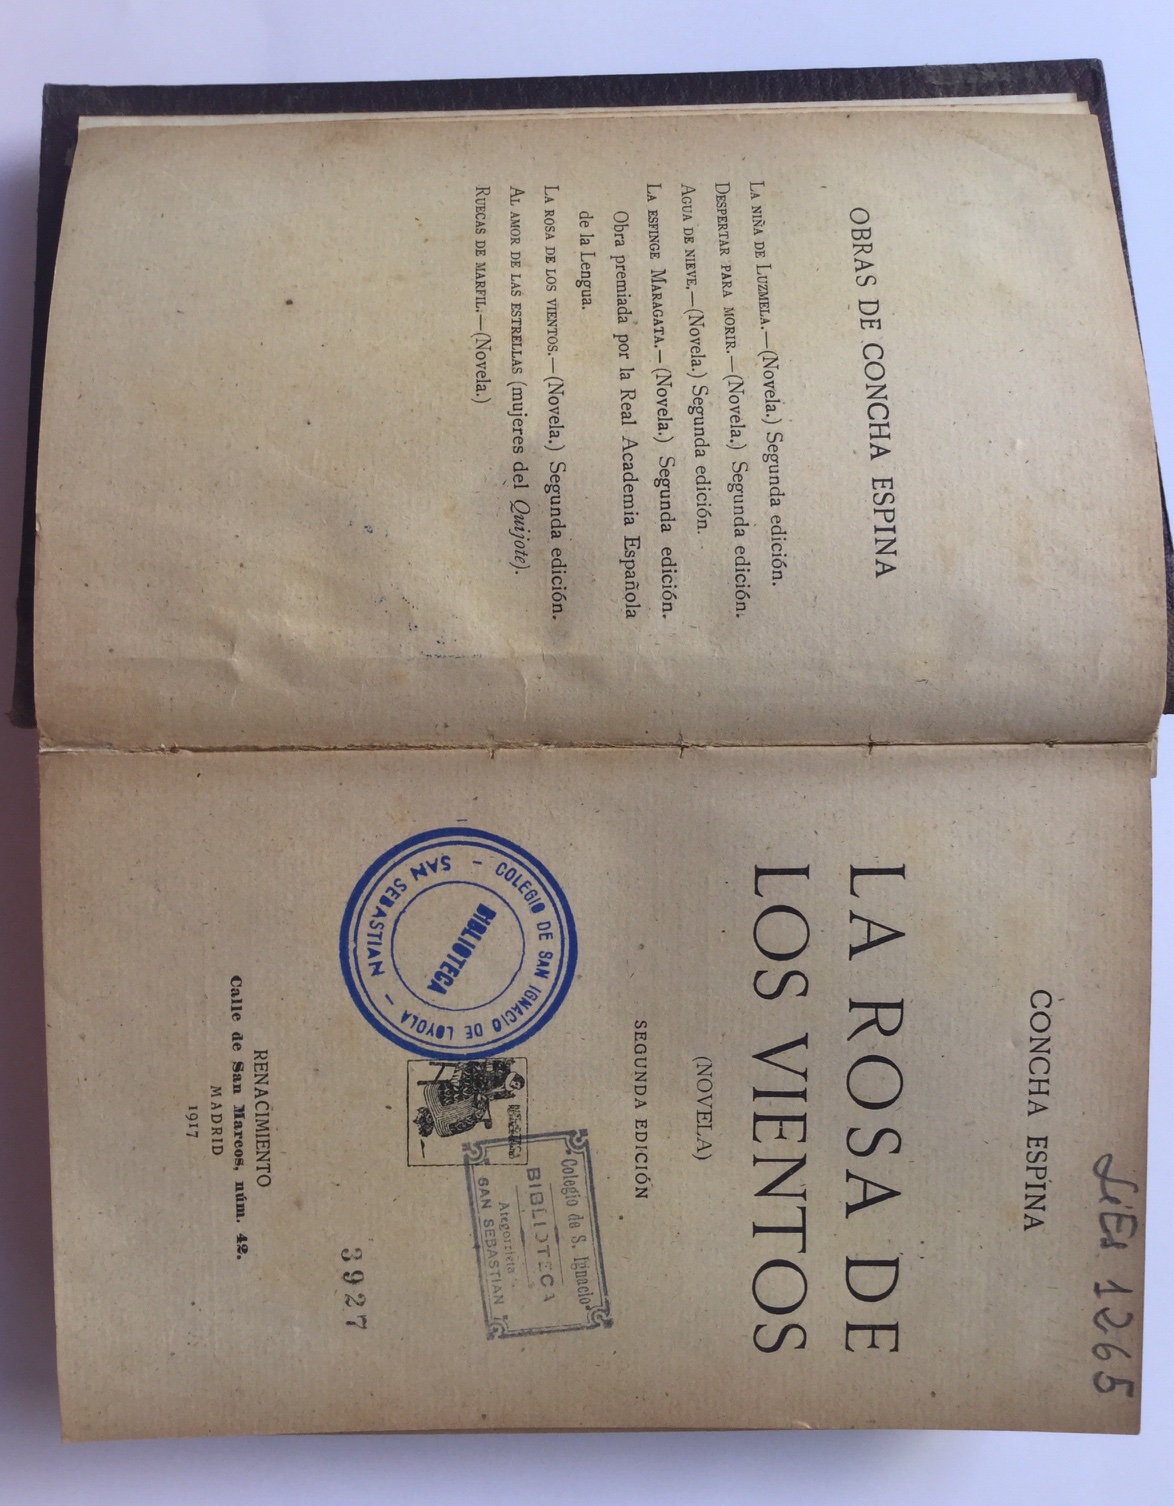 OBRAS DE CONCHA ESPINA
LA NIÑA DE LUZMELA.—(Novela.) Segunda edición.
DESPERTAR PARA MORIR.—(Novela.) Segunda edición.
AGUA DE NIEVE.—(Novela.) Segunda edición.
LA ESFINGE MARAGATA.—(Novela.) Segunda edición.
Obra premiada por la Real Academia Española
de la Lengua.
LA ROSA DE LOS VIENTOS.—(Novela.) Segunda edición.
AL AMOR DE LAS ESTRELLAS (mujeres del Quijote).
RUECAS DE MARFIL.—(Novela.)
1265
CONCHA ESPINA
LA ROSA DE
LOS VIENTOS
(NOVELA)
SEGUNDA EDICIÓN
Colegio de S. Ignacio
BIBLIOTECA
Ategorrieta
SAN SEBASTIAN
COLEGIO DE SAN IGNACIO DE LOYOLA - SAN SEBASTIAN -
BIBLIOTECA
3927
RENACIMIENTO
Calle de San Marcos, núm. 42.
MADRID
1917